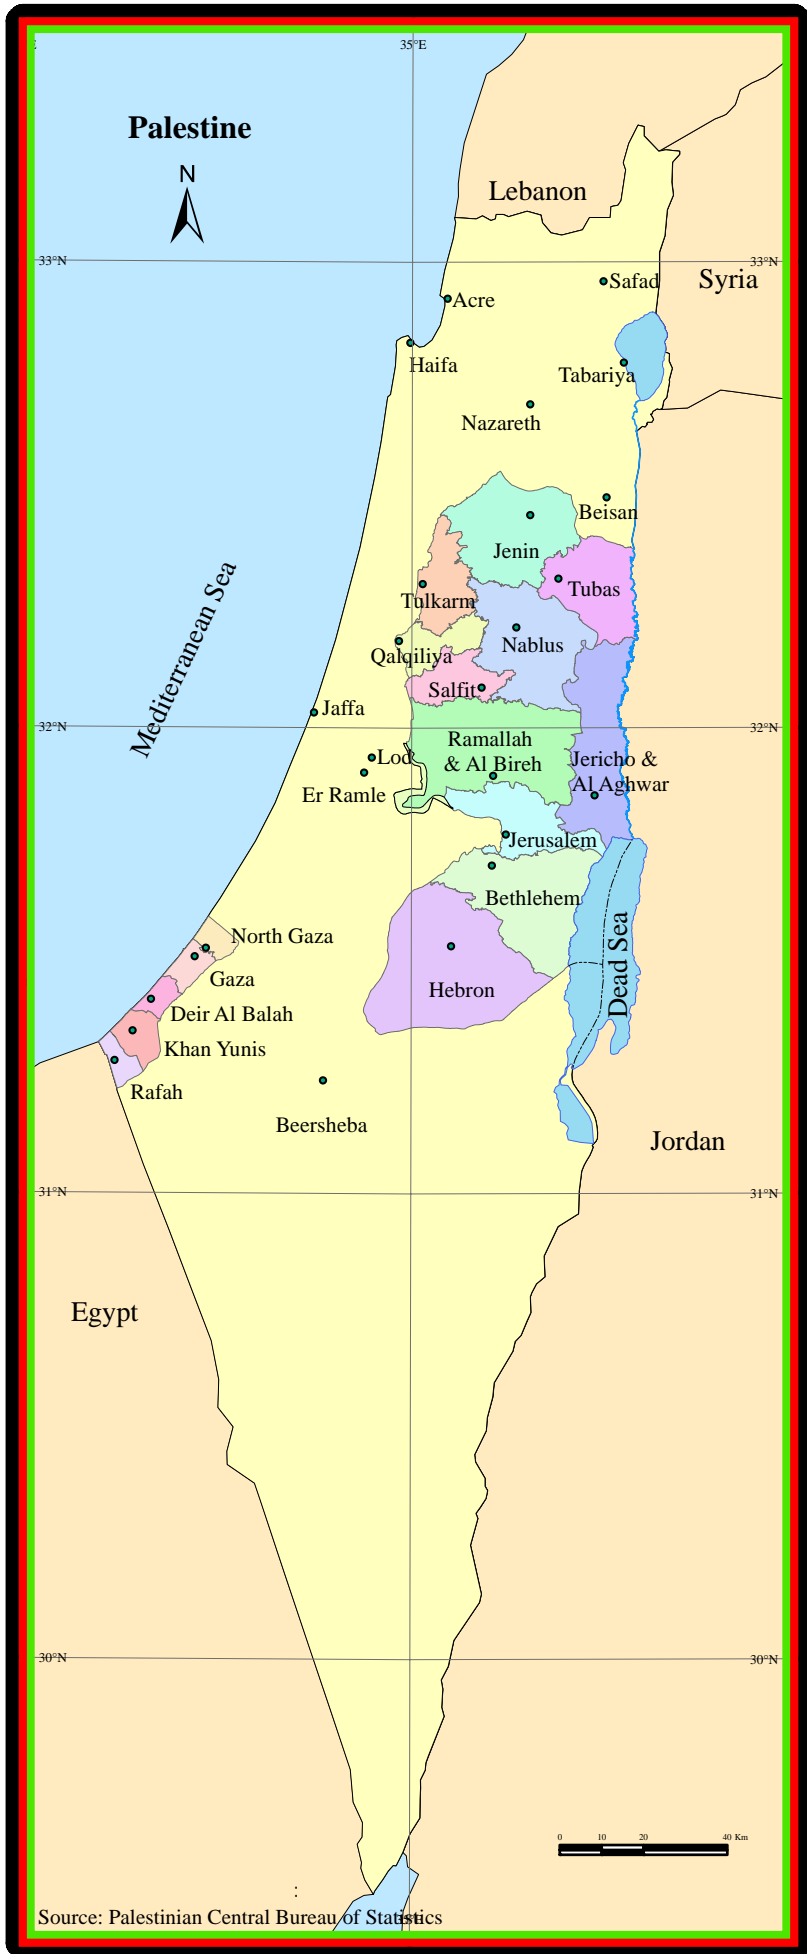 35°E
Palestine
N
Lebanon
33°N
33°N
Syria
Safad
Acre
Haifa
Tabariya
Nazareth
Beisan
Jenin
Tubas
Tulkarm
Nablus
Qalqiliya
Salfit
Mediterranean Sea
Jaffa
32°N
32°N
Ramallah
& Al Bireh
Lod
Jericho &
Al Aghwar
Er Ramle
Jerusalem
Bethlehem
North Gaza
Gaza
Hebron
Dead Sea
Deir Al Balah
Khan Yunis
Rafah
Beersheba
Jordan
31°N
31°N
Egypt
30°N
30°N
0 10 20 40 Km
:
Source: Palestinian Central Bureau of Statistics